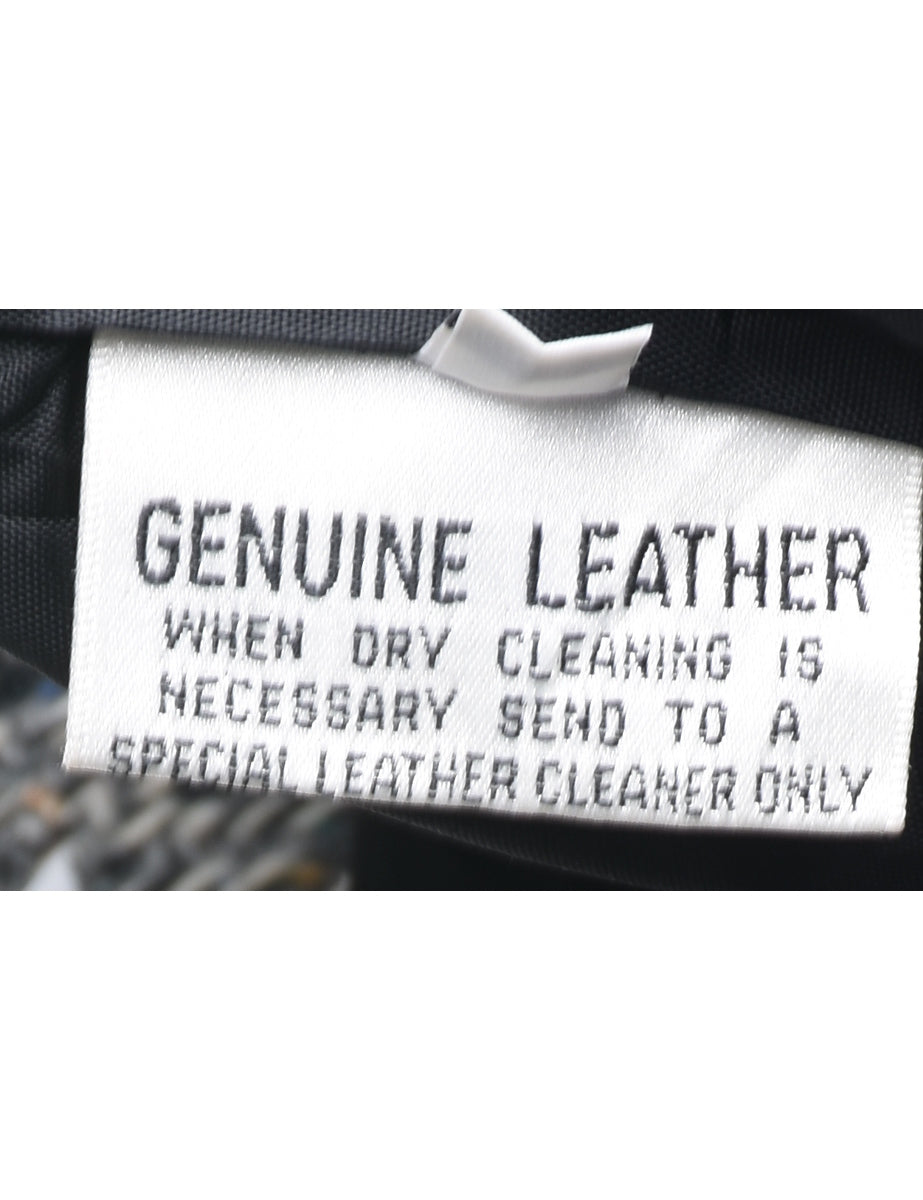 GENUINE LEATHER
WHEN DRY CLEANING IS
NECESSARY SEND TO A
SPECIAL LEATHER CLEANER ONLY